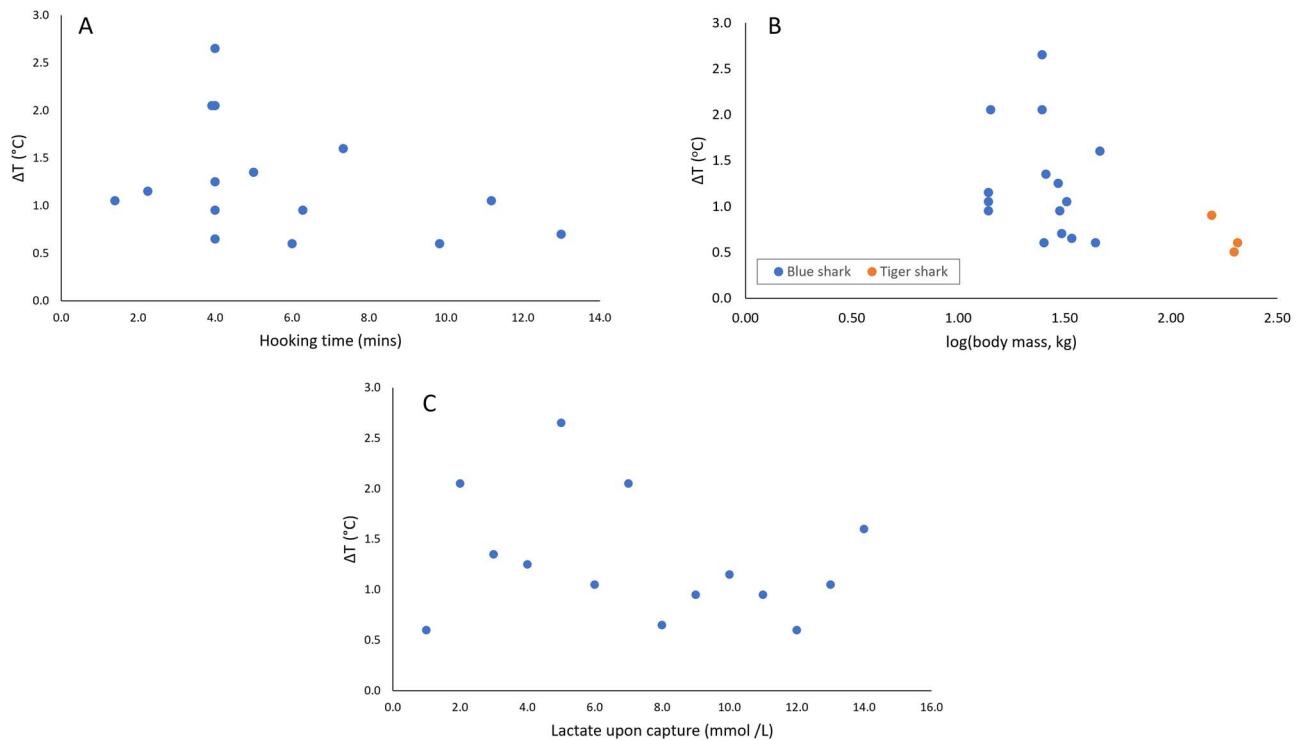 A
3.0
2.5
2.0
1.5
1.0
0.5
0.0
ΔT (°C)
0.0 2.0 4.0 6.0 8.0 10.0 12.0 14.0
Hooking time (mins)
B
3.0
2.5
2.0
1.5
1.0
0.5
0.0
ΔT (°C)
Blue shark Tiger shark
0.00 0.50 1.00 1.50 2.00 2.50
log(body mass, kg)
C
3.0
2.5
2.0
1.5
1.0
0.5
0.0
ΔT (°C)
0.0 2.0 4.0 6.0 8.0 10.0 12.0 14.0 16.0
Lactate upon capture (mmol /L)